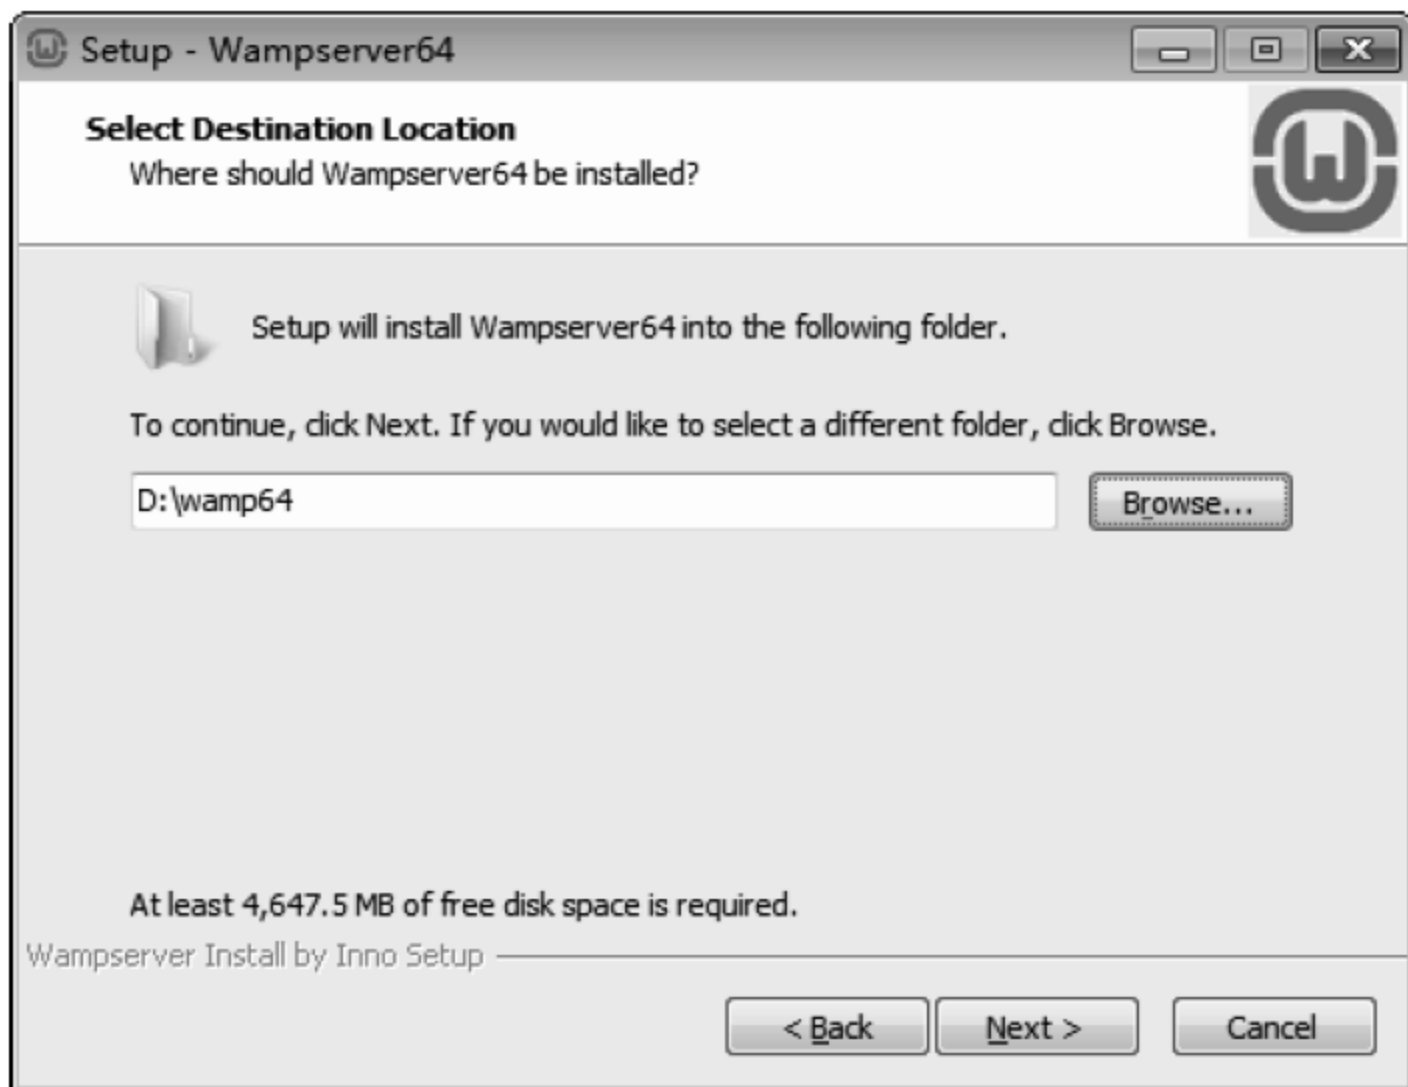 Setup - Wampserver64
Select Destination Location
Where should Wampserver64 be installed?
Setup will install Wampserver64 into the following folder.
To continue, click Next. If you would like to select a different folder, click Browse.
D:\wamp64
Browse...
At least 4,647.5 MB of free disk space is required.
Wampserver Install by Inno Setup
< Back
Next >
Cancel